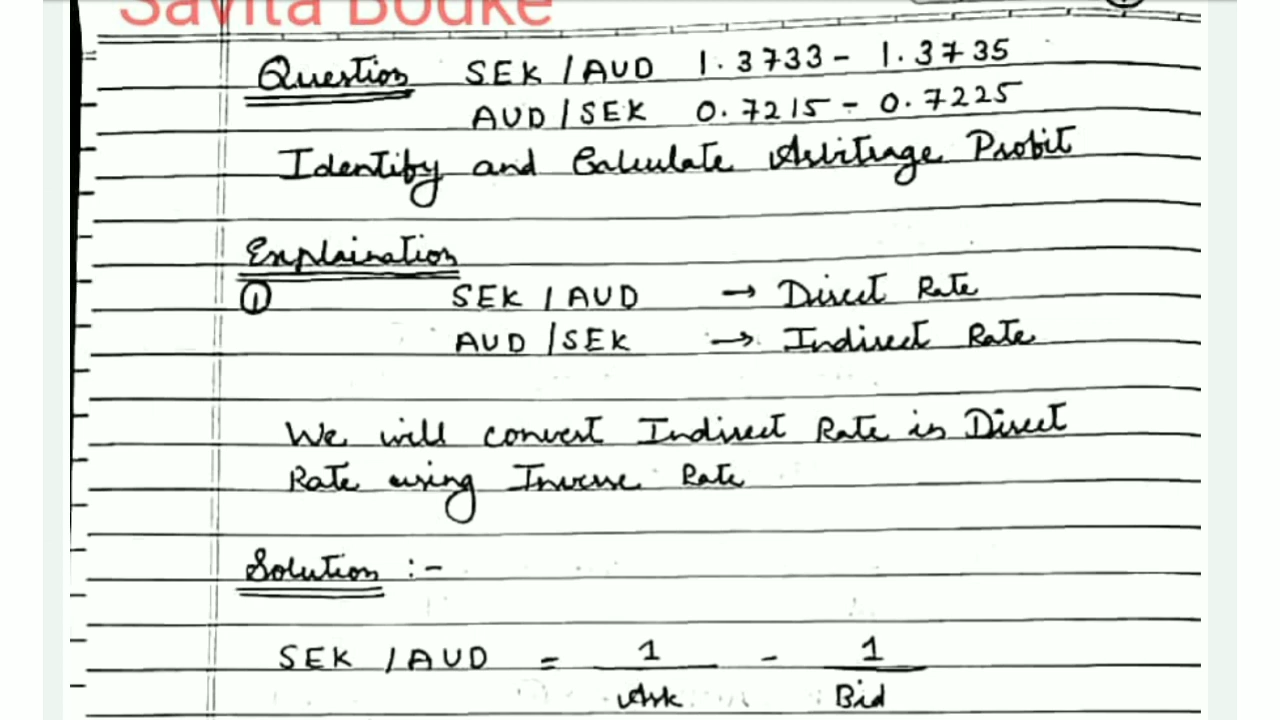 Savita Bodke
Question SEK / AUD 1.3733 - 1.3735
AUD / SEK 0.7215 - 0.7225
Identify and Calculate Arbitrage Profit
Explaination
① SEK / AUD → Direct Rate
AUD / SEK → Indirect Rate
We will convert Indirect Rate in Direct
Rate using Inverse Rate
Solution :-
SEK / AUD = 1 - 1
Ask Bid